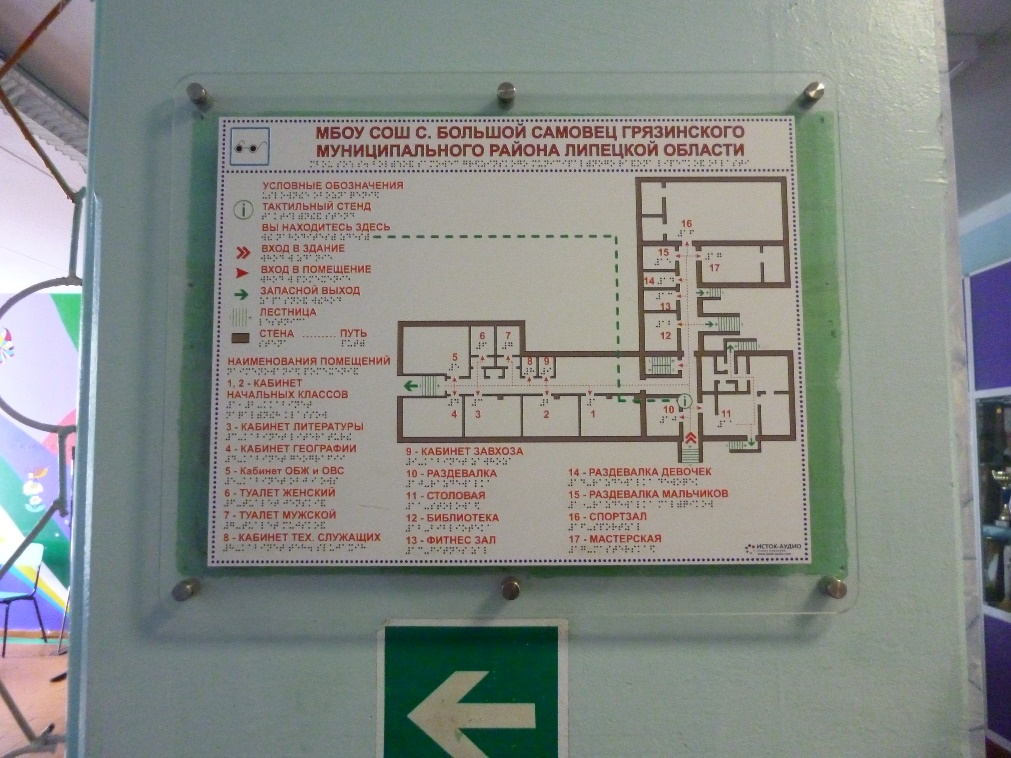 МБОУ СОШ С. БОЛЬШОЙ САМОВЕЦ ГРЯЗИНСКОГО
МУНИЦИПАЛЬНОГО РАЙОНА ЛИПЕЦКОЙ ОБЛАСТИ
УСЛОВНЫЕ ОБОЗНАЧЕНИЯ
ТАКТИЛЬНЫЙ СТЕНД
ВЫ НАХОДИТЕСЬ ЗДЕСЬ
ВХОД В ЗДАНИЕ
ВХОД В ПОМЕЩЕНИЕ
ЗАПАСНОЙ ВЫХОД
ЛЕСТНИЦА
СТЕНА ПУТЬ
НАИМЕНОВАНИЯ ПОМЕЩЕНИЙ
1, 2 - КАБИНЕТ
НАЧАЛЬНЫХ КЛАССОВ
3 - КАБИНЕТ ЛИТЕРАТУРЫ
4 - КАБИНЕТ ГЕОГРАФИИ
5 - Кабинет ОБЖ и ОВС
6 - ТУАЛЕТ ЖЕНСКИЙ
7 - ТУАЛЕТ МУЖСКОЙ
8 - КАБИНЕТ ТЕХ. СЛУЖАЩИХ
9 - КАБИНЕТ ЗАВХОЗА
10 - РАЗДЕВАЛКА
11 - СТОЛОВАЯ
12 - БИБЛИОТЕКА
13 - ФИТНЕС ЗАЛ
14 - РАЗДЕВАЛКА ДЕВОЧЕК
15 - РАЗДЕВАЛКА МАЛЬЧИКОВ
16 - СПОРТЗАЛ
17 - МАСТЕРСКАЯ
16
15
17
14
13
12
6 7
5 8 9
4 3 2 1 10 11
ИСТОК-АУДИО